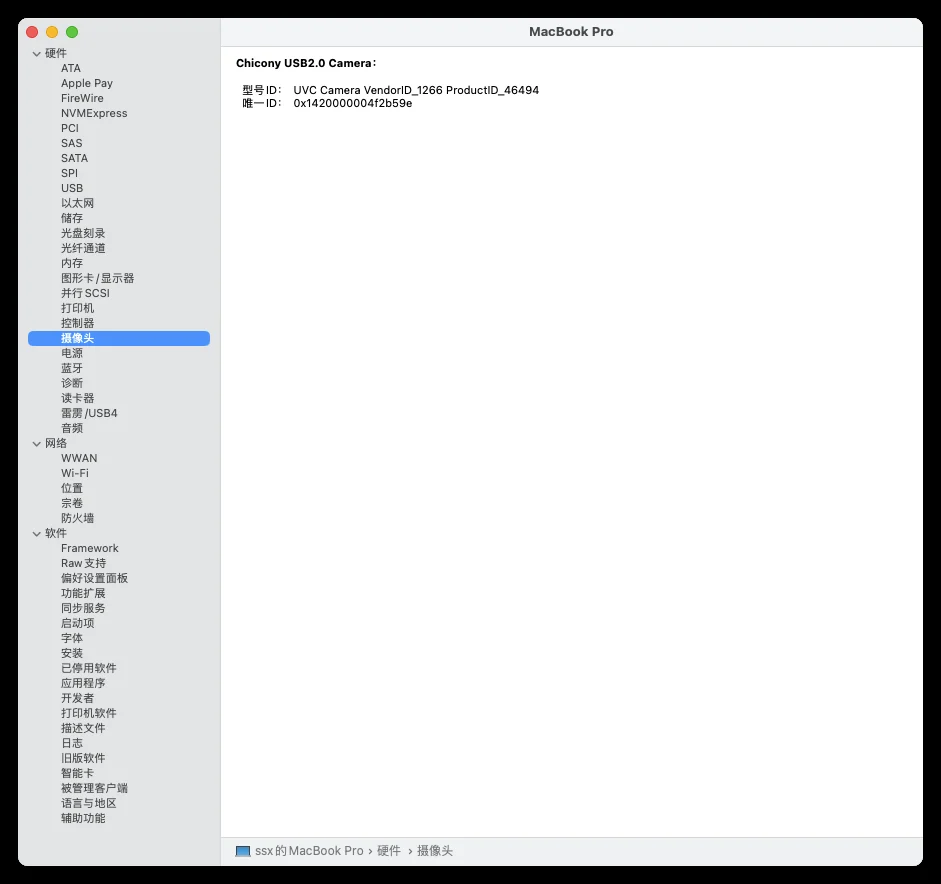 MacBook Pro
硬件
ATA
Apple Pay
FireWire
NVMExpress
PCI
SAS
SATA
SPI
USB
以太网
储存
光盘刻录
光纤通道
内存
图形卡/显示器
并行SCSI
打印机
控制器
摄像头
电源
蓝牙
诊断
读卡器
雷雳/USB4
音频
网络
WWAN
Wi-Fi
位置
宗卷
防火墙
软件
Framework
Raw支持
偏好设置面板
功能扩展
同步服务
启动项
字体
安装
已停用软件
应用程序
开发者
打印机软件
描述文件
日志
旧版软件
智能卡
被管理客户端
语言与地区
辅助功能
Chicony USB2.0 Camera：
型号ID： UVC Camera VendorID_1266 ProductID_46494
唯一ID： 0x1420000004f2b59e
ssx的MacBook Pro › 硬件 › 摄像头